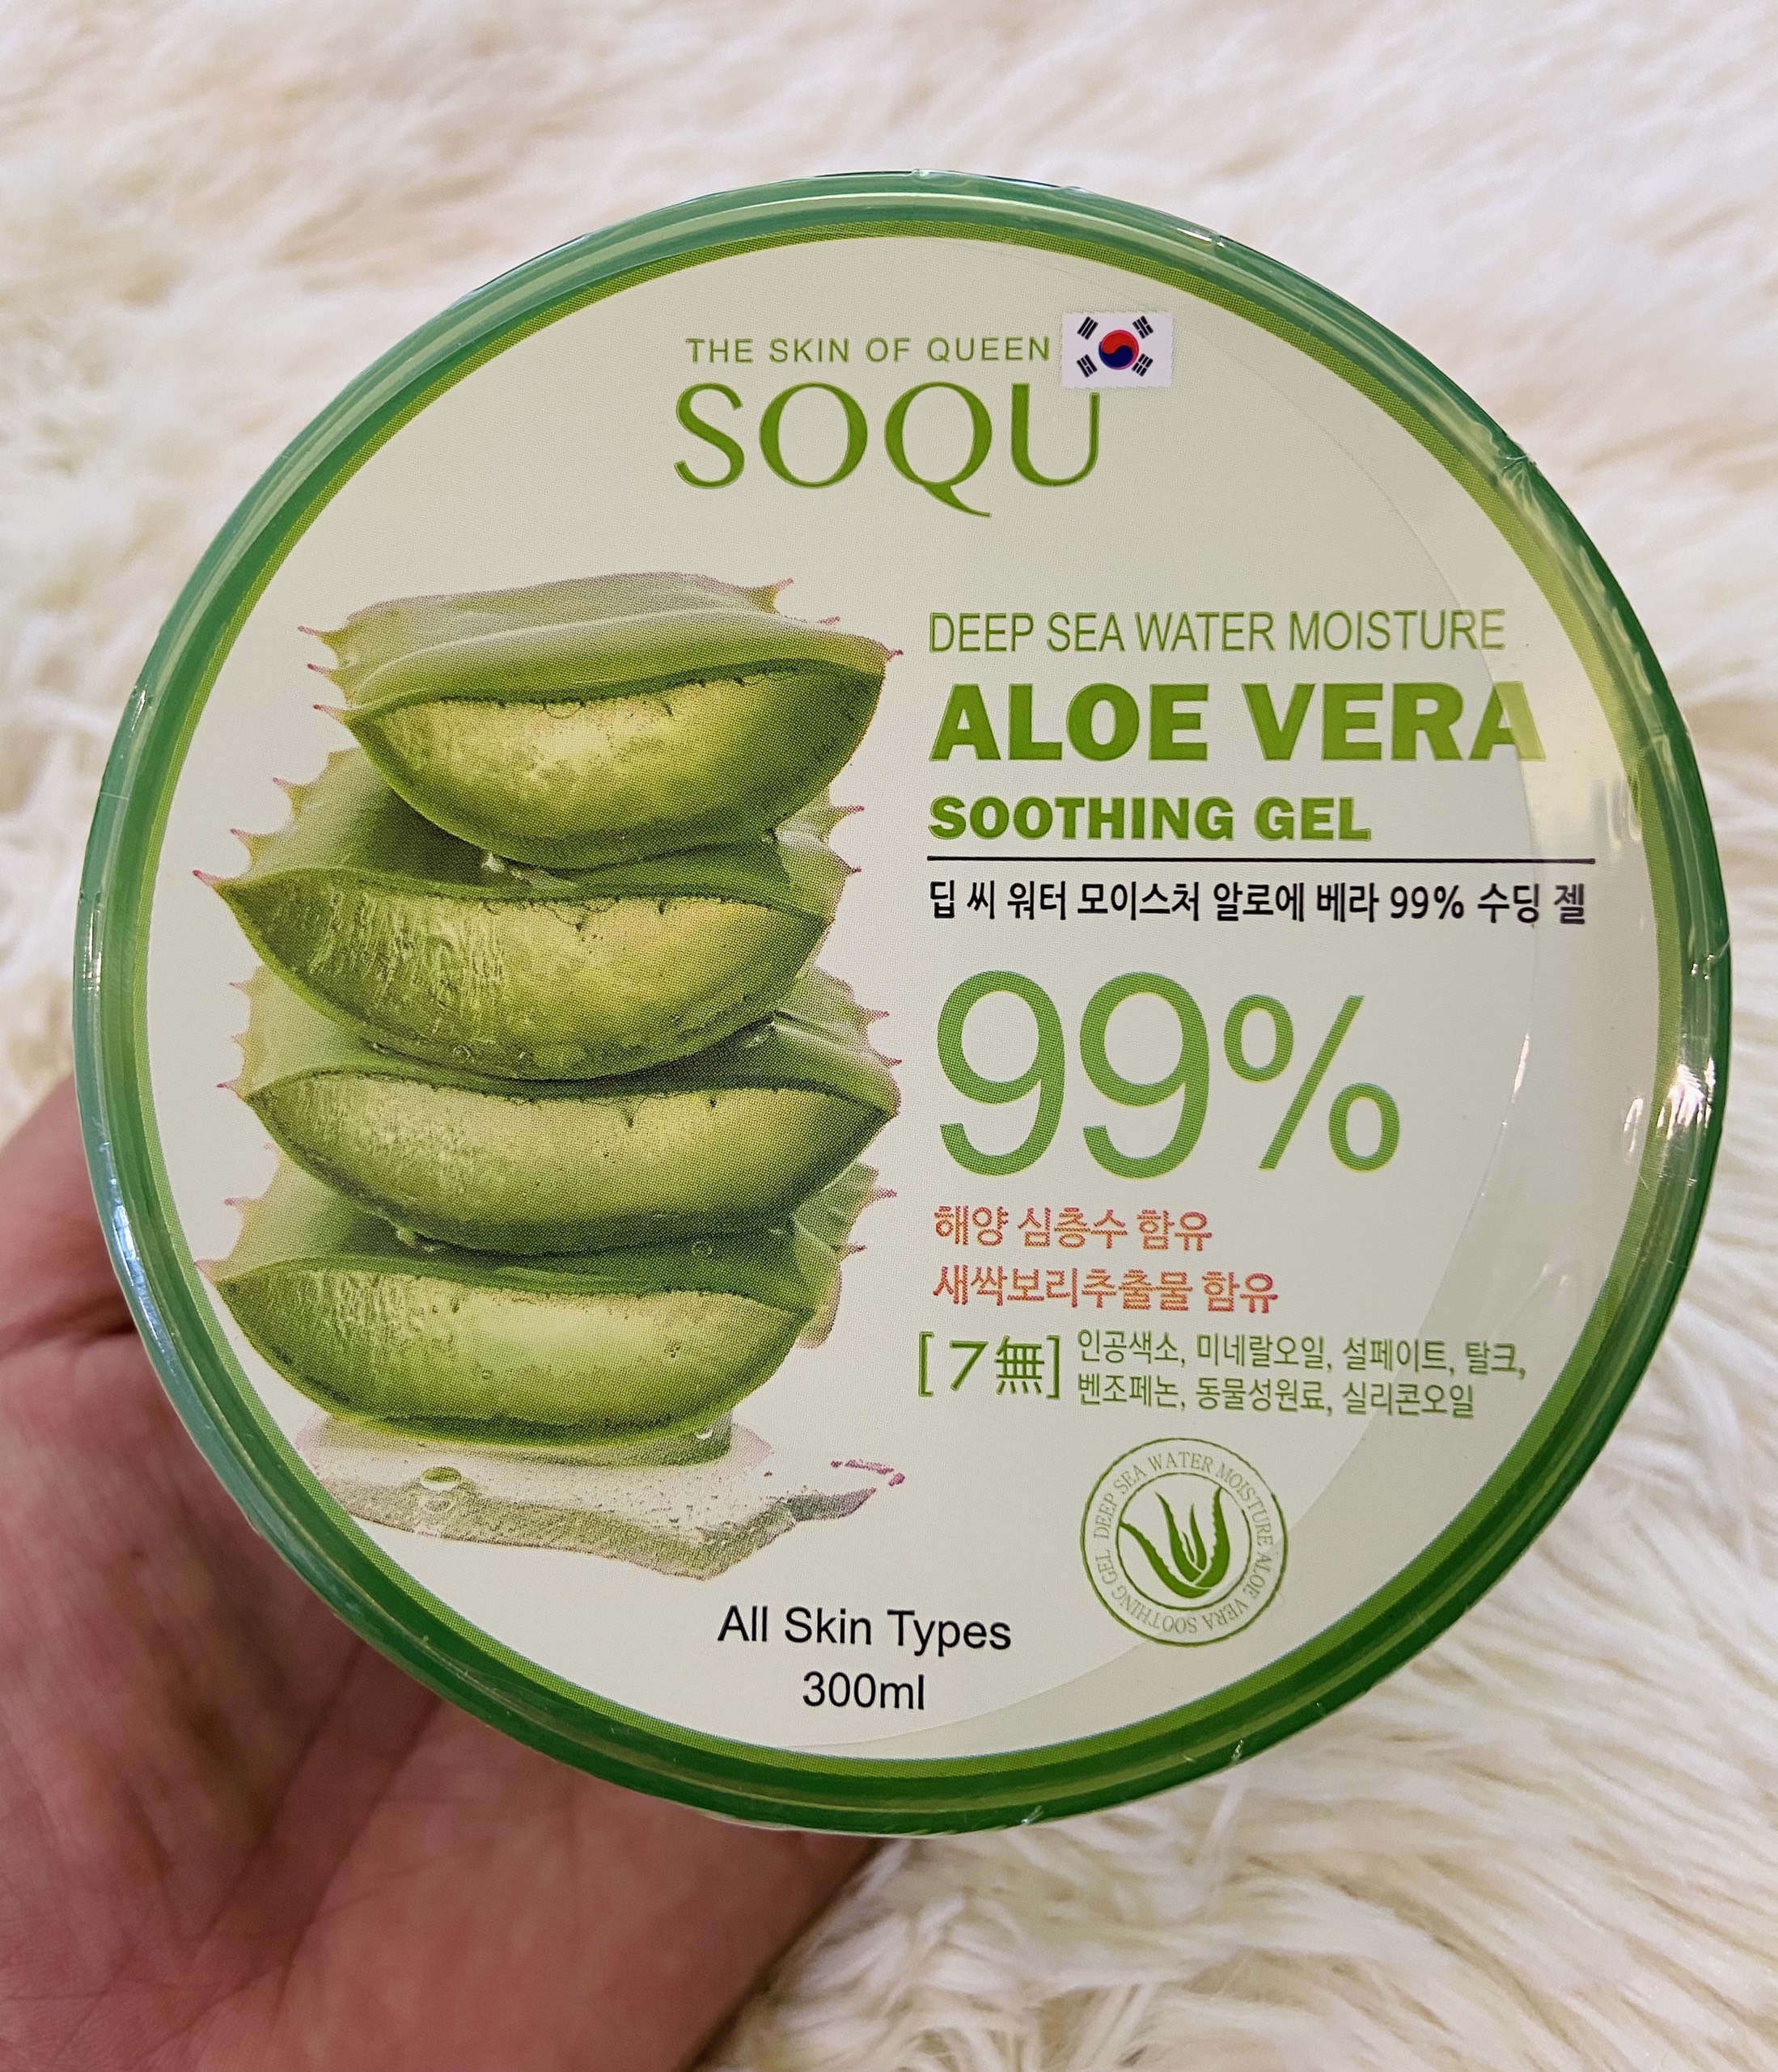 THE SKIN OF QUEEN
SOQU
DEEP SEA WATER MOISTURE
ALOE VERA
SOOTHING GEL
딥 씨 워터 모이스처 알로에 베라 99% 수딩 젤
99%
해양 심층수 함유
새싹보리추출물 함유
[7無] 인공색소, 미네랄오일, 설페이트, 탈크,
벤조페논, 동물성원료, 실리콘오일
DEEP SEA WATER MOISTURE ALOE VERA SOOTHING GEL
All Skin Types
300ml